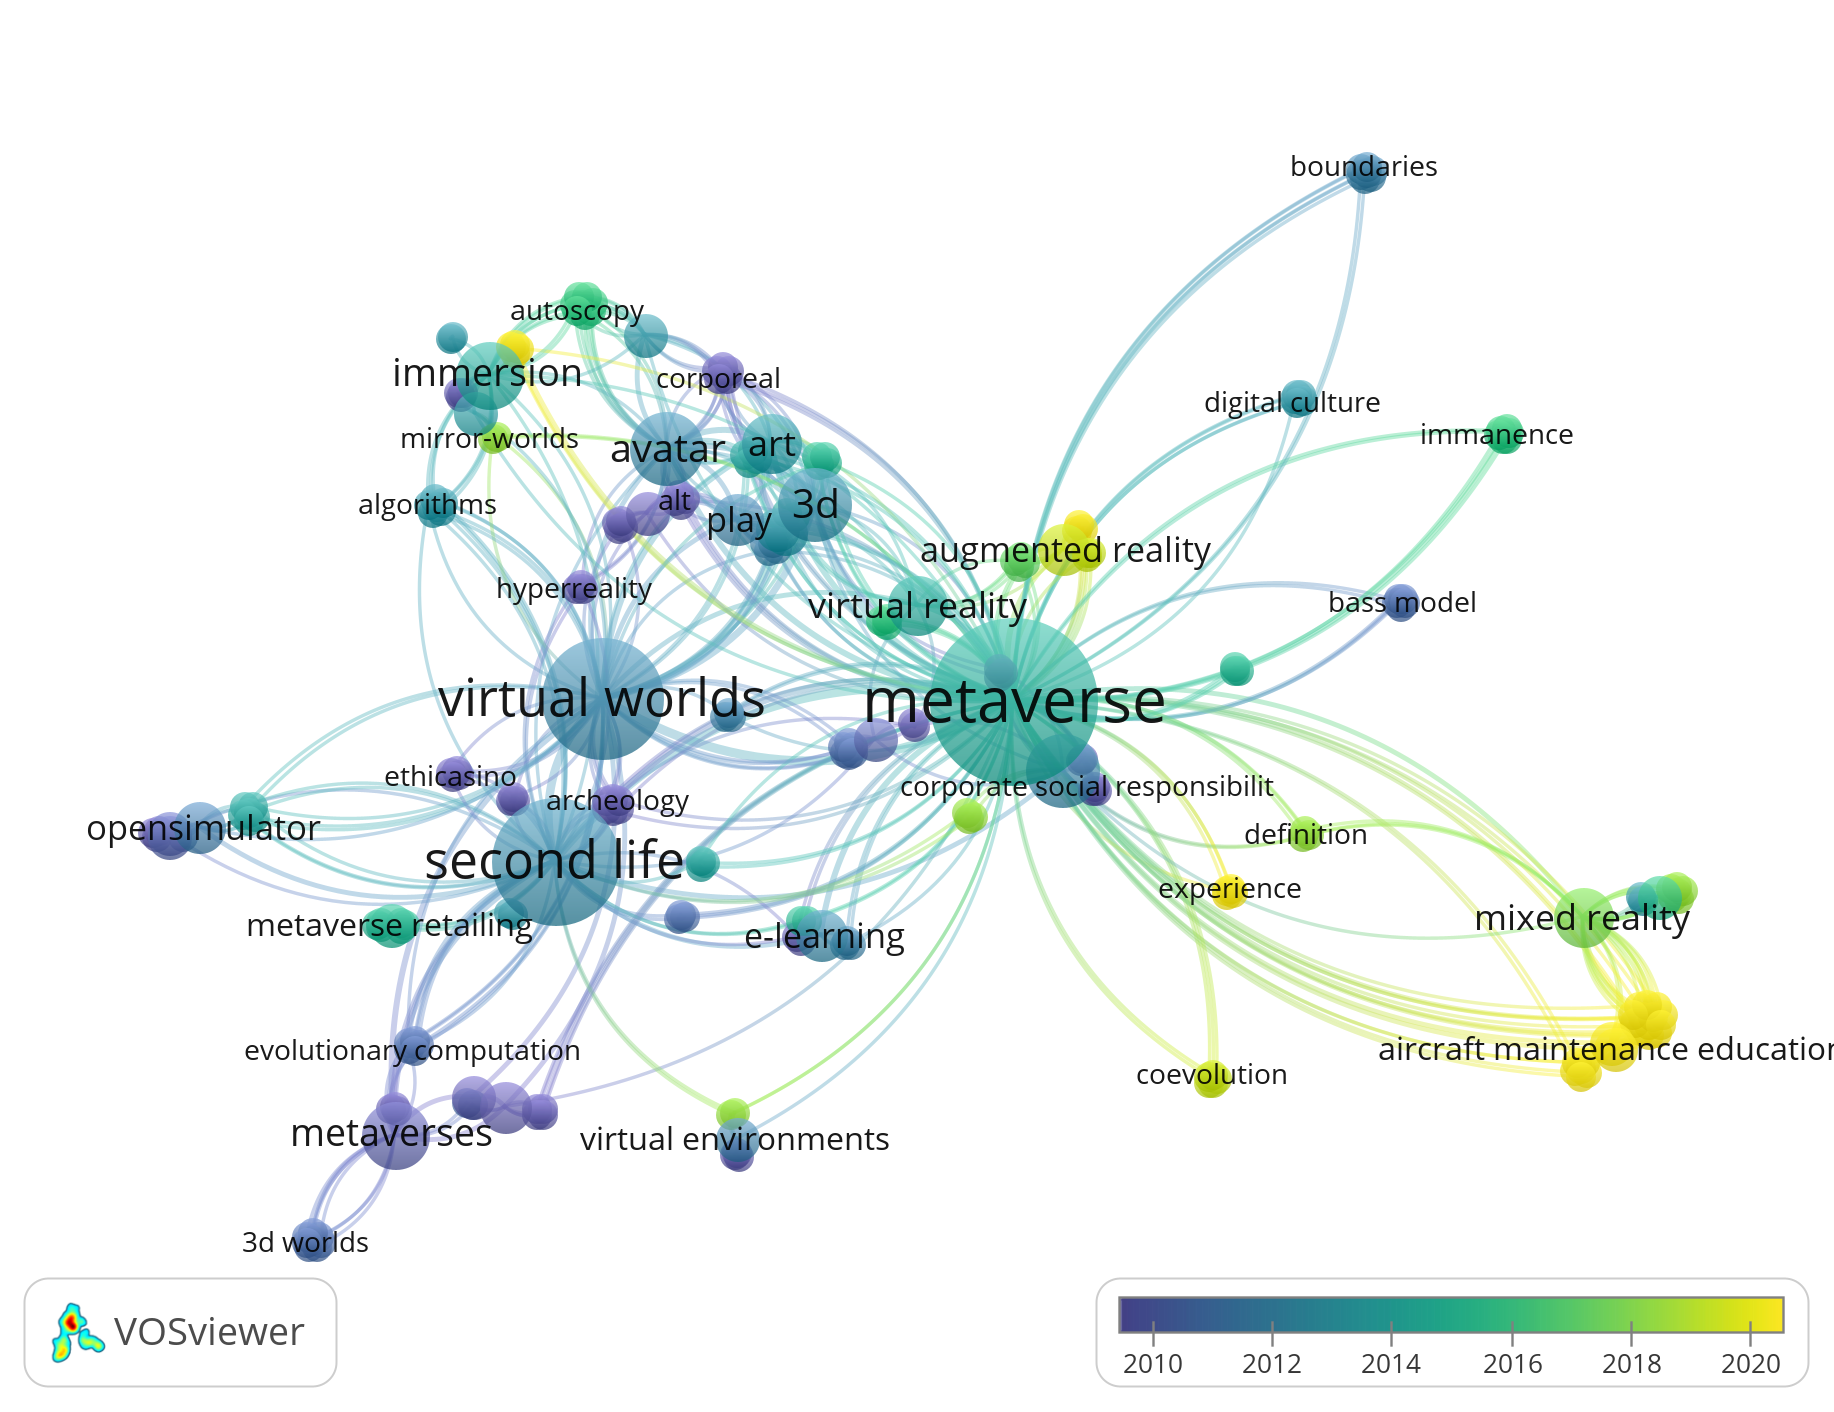 boundaries
autoscopy
immersion
corporeal
digital culture
mirror-worlds
avatar
art
immanence
algorithms
alt
play
3d
augmented reality
hyperreality
virtual reality
bass model
virtual worlds
metaverse
ethicasino
archeology
corporate social responsibilit
opensimulator
definition
second life
experience
metaverse retailing
e-learning
mixed reality
evolutionary computation
aircraft maintenance education
coevolution
metaverses
virtual environments
3d worlds
VOSviewer
2010 2012 2014 2016 2018 2020